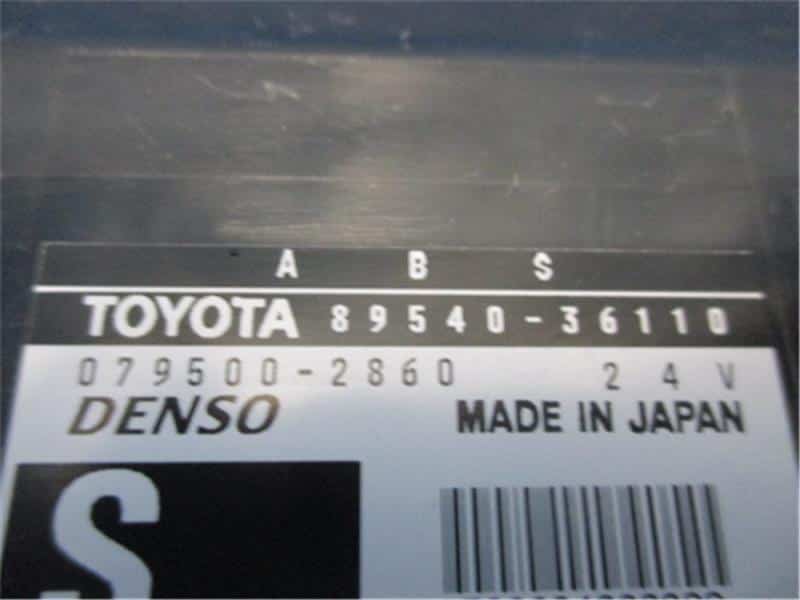 A B S
TOYOTA 89540-36110
079500-2860 24V
DENSO MADE IN JAPAN
S